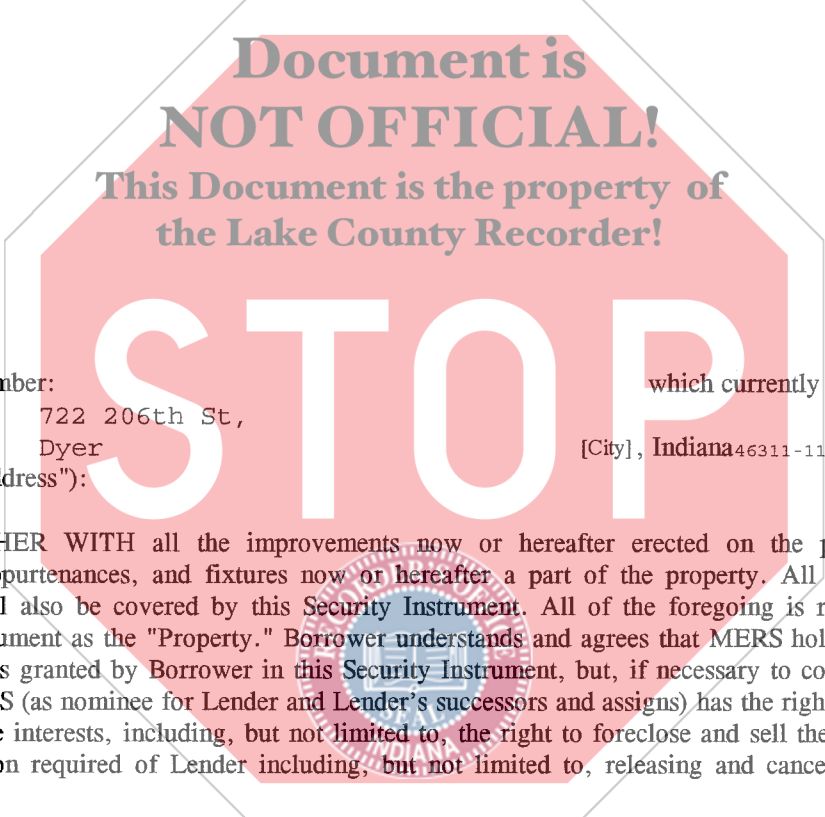 Document is
NOT OFFICIAL!
This Document is the property of
the Lake County Recorder!
STOP
mber: which currently
722 206th St,
Dyer [City], Indiana 46311-11
ddress"):
HER WITH all the improvements now or hereafter erected on the p
ppurtenances, and fixtures now or hereafter a part of the property. All
l also be covered by this Security Instrument. All of the foregoing is r
ument as the "Property." Borrower understands and agrees that MERS hol
s granted by Borrower in this Security Instrument, but, if necessary to co
S (as nominee for Lender and Lender's successors and assigns) has the righ
e interests, including, but not limited to, the right to foreclose and sell the
on required of Lender including, but not limited to, releasing and cance
SEAL
INDIANA